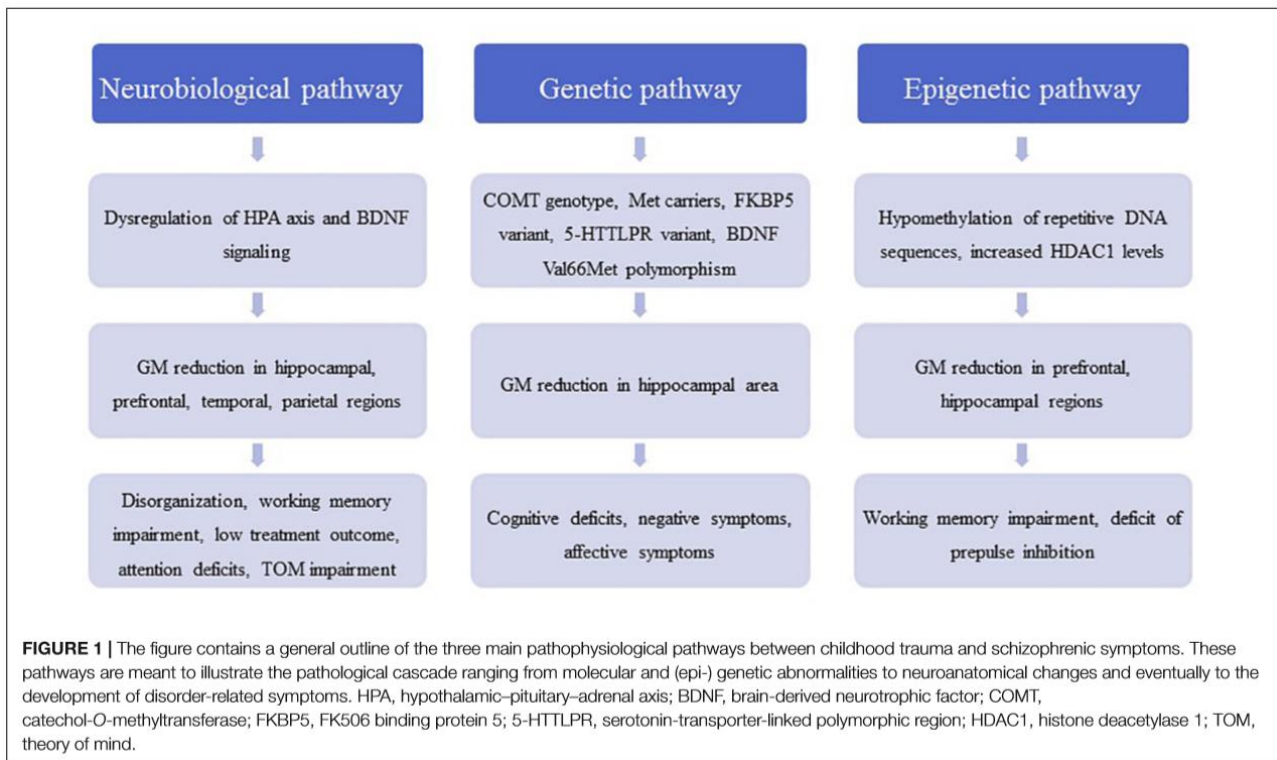 Neurobiological pathway
Genetic pathway
Epigenetic pathway
Dysregulation of HPA axis and BDNF
signaling
COMT genotype, Met carriers, FKBP5
variant, 5-HTTLPR variant, BDNF
Val66Met polymorphism
Hypomethylation of repetitive DNA
sequences, increased HDAC1 levels
GM reduction in hippocampal,
prefrontal, temporal, parietal regions
GM reduction in hippocampal area
GM reduction in prefrontal,
hippocampal regions
Disorganization, working memory
impairment, low treatment outcome,
attention deficits, TOM impairment
Cognitive deficits, negative symptoms,
affective symptoms
Working memory impairment, deficit of
prepulse inhibition
FIGURE 1 | The figure contains a general outline of the three main pathophysiological pathways between childhood trauma and schizophrenic symptoms. These
pathways are meant to illustrate the pathological cascade ranging from molecular and (epi-) genetic abnormalities to neuroanatomical changes and eventually to the
development of disorder-related symptoms. HPA, hypothalamic–pituitary–adrenal axis; BDNF, brain-derived neurotrophic factor; COMT,
catechol-O-methyltransferase; FKBP5, FK506 binding protein 5; 5-HTTLPR, serotonin-transporter-linked polymorphic region; HDAC1, histone deacetylase 1; TOM,
theory of mind.